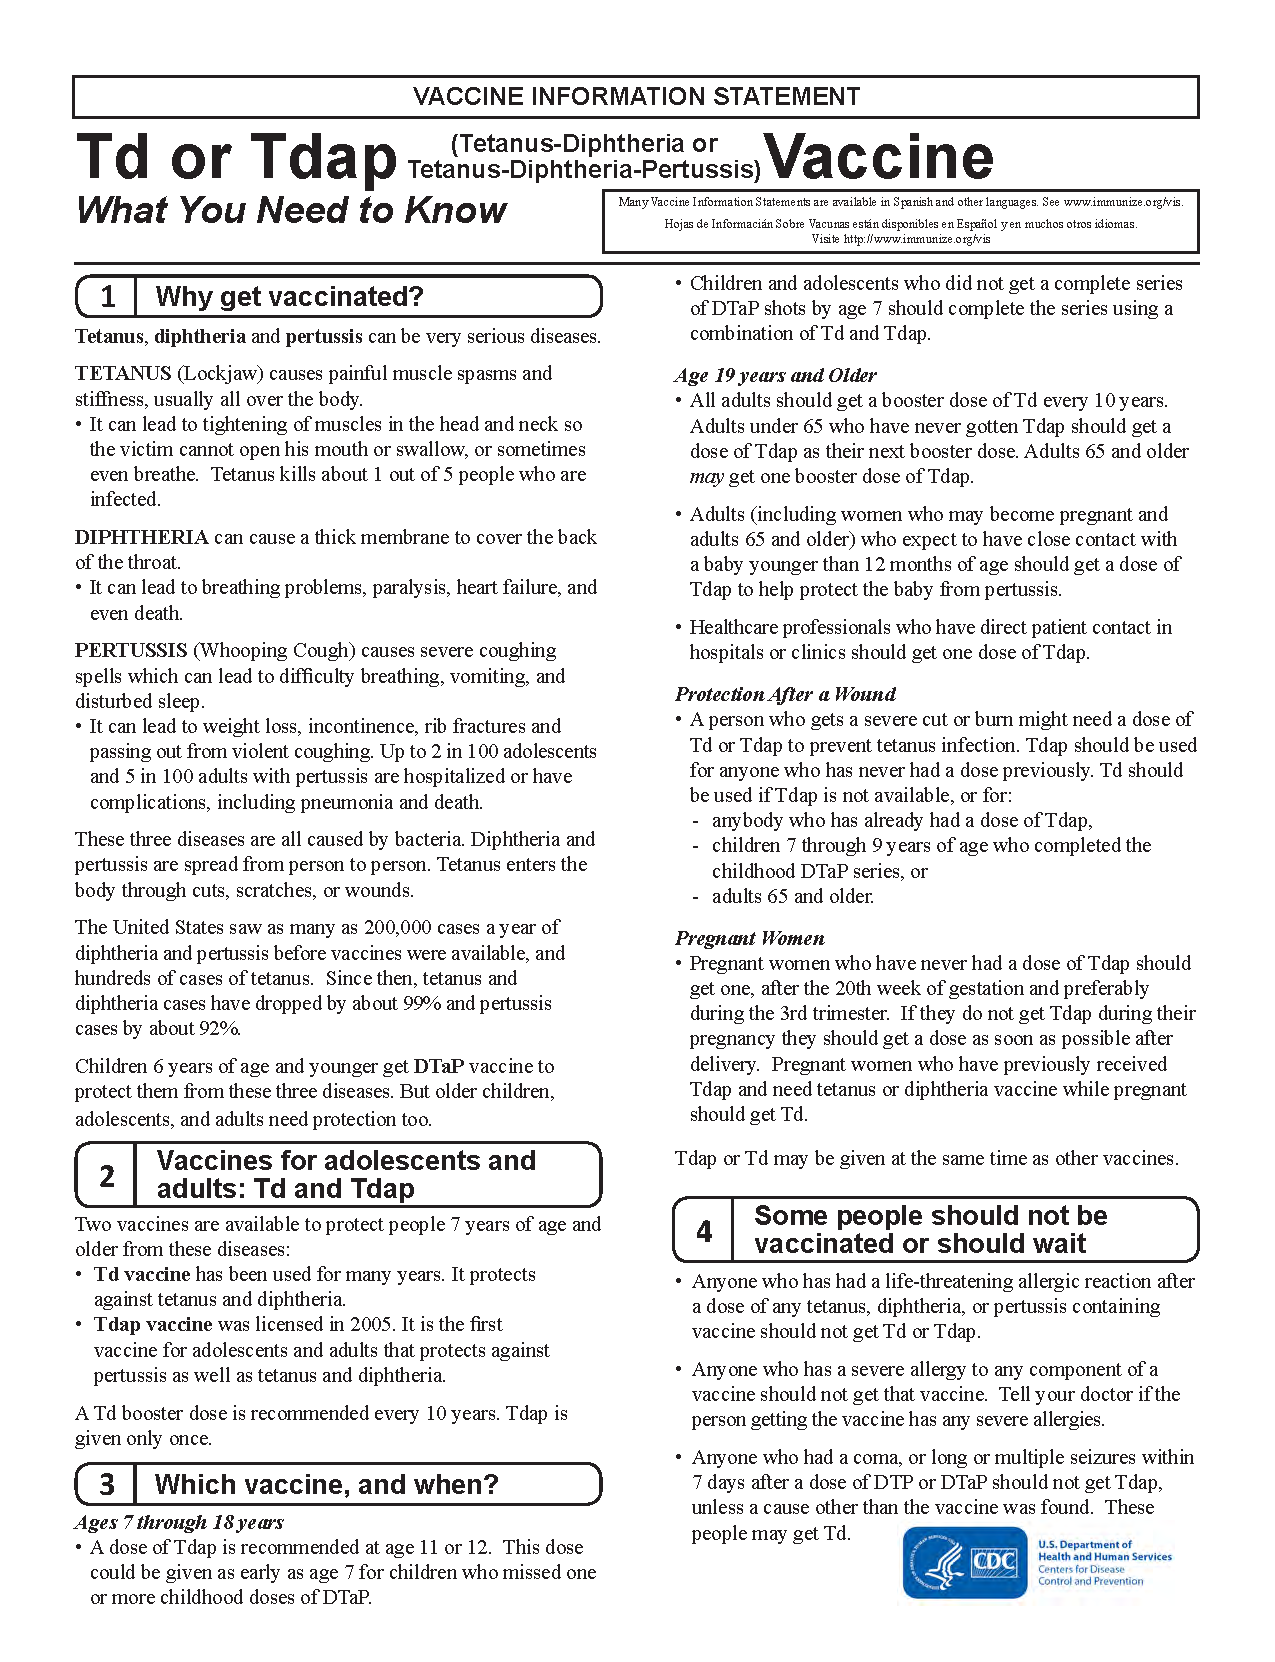 VACCINE INFORMATION STATEMENT
Td or Tdap (Tetanus-Diphtheria or Tetanus-Diphtheria-Pertussis) Vaccine
What You Need to Know
Many Vaccine Information Statements are available in Spanish and other languages. See www.immunize.org/vis.
Hojas de Informacián Sobre Vacunas están disponibles en Español y en muchos otros idiomas.
Visite http://www.immunize.org/vis
1 Why get vaccinated?
Tetanus, diphtheria and pertussis can be very serious diseases.
TETANUS (Lockjaw) causes painful muscle spasms and
stiffness, usually all over the body.
• It can lead to tightening of muscles in the head and neck so
the victim cannot open his mouth or swallow, or sometimes
even breathe. Tetanus kills about 1 out of 5 people who are
infected.
DIPHTHERIA can cause a thick membrane to cover the back
of the throat.
• It can lead to breathing problems, paralysis, heart failure, and
even death.
PERTUSSIS (Whooping Cough) causes severe coughing
spells which can lead to difficulty breathing, vomiting, and
disturbed sleep.
• It can lead to weight loss, incontinence, rib fractures and
passing out from violent coughing. Up to 2 in 100 adolescents
and 5 in 100 adults with pertussis are hospitalized or have
complications, including pneumonia and death.
These three diseases are all caused by bacteria. Diphtheria and
pertussis are spread from person to person. Tetanus enters the
body through cuts, scratches, or wounds.
The United States saw as many as 200,000 cases a year of
diphtheria and pertussis before vaccines were available, and
hundreds of cases of tetanus. Since then, tetanus and
diphtheria cases have dropped by about 99% and pertussis
cases by about 92%.
Children 6 years of age and younger get DTaP vaccine to
protect them from these three diseases. But older children,
adolescents, and adults need protection too.
2 Vaccines for adolescents and
adults: Td and Tdap
Two vaccines are available to protect people 7 years of age and
older from these diseases:
• Td vaccine has been used for many years. It protects
against tetanus and diphtheria.
• Tdap vaccine was licensed in 2005. It is the first
vaccine for adolescents and adults that protects against
pertussis as well as tetanus and diphtheria.
A Td booster dose is recommended every 10 years. Tdap is
given only once.
3 Which vaccine, and when?
Ages 7 through 18 years
• A dose of Tdap is recommended at age 11 or 12. This dose
could be given as early as age 7 for children who missed one
or more childhood doses of DTaP.
• Children and adolescents who did not get a complete series
of DTaP shots by age 7 should complete the series using a
combination of Td and Tdap.
Age 19 years and Older
• All adults should get a booster dose of Td every 10 years.
Adults under 65 who have never gotten Tdap should get a
dose of Tdap as their next booster dose. Adults 65 and older
may get one booster dose of Tdap.
• Adults (including women who may become pregnant and
adults 65 and older) who expect to have close contact with
a baby younger than 12 months of age should get a dose of
Tdap to help protect the baby from pertussis.
• Healthcare professionals who have direct patient contact in
hospitals or clinics should get one dose of Tdap.
Protection After a Wound
• A person who gets a severe cut or burn might need a dose of
Td or Tdap to prevent tetanus infection. Tdap should be used
for anyone who has never had a dose previously. Td should
be used if Tdap is not available, or for:
- anybody who has already had a dose of Tdap,
- children 7 through 9 years of age who completed the
childhood DTaP series, or
- adults 65 and older.
Pregnant Women
• Pregnant women who have never had a dose of Tdap should
get one, after the 20th week of gestation and preferably
during the 3rd trimester. If they do not get Tdap during their
pregnancy they should get a dose as soon as possible after
delivery. Pregnant women who have previously received
Tdap and need tetanus or diphtheria vaccine while pregnant
should get Td.
Tdap or Td may be given at the same time as other vaccines.
4 Some people should not be
vaccinated or should wait
• Anyone who has had a life-threatening allergic reaction after
a dose of any tetanus, diphtheria, or pertussis containing
vaccine should not get Td or Tdap.
• Anyone who has a severe allergy to any component of a
vaccine should not get that vaccine. Tell your doctor if the
person getting the vaccine has any severe allergies.
• Anyone who had a coma, or long or multiple seizures within
7 days after a dose of DTP or DTaP should not get Tdap,
unless a cause other than the vaccine was found. These
people may get Td.
CDC
U.S. Department of
Health and Human Services
Centers for Disease
Control and Prevention